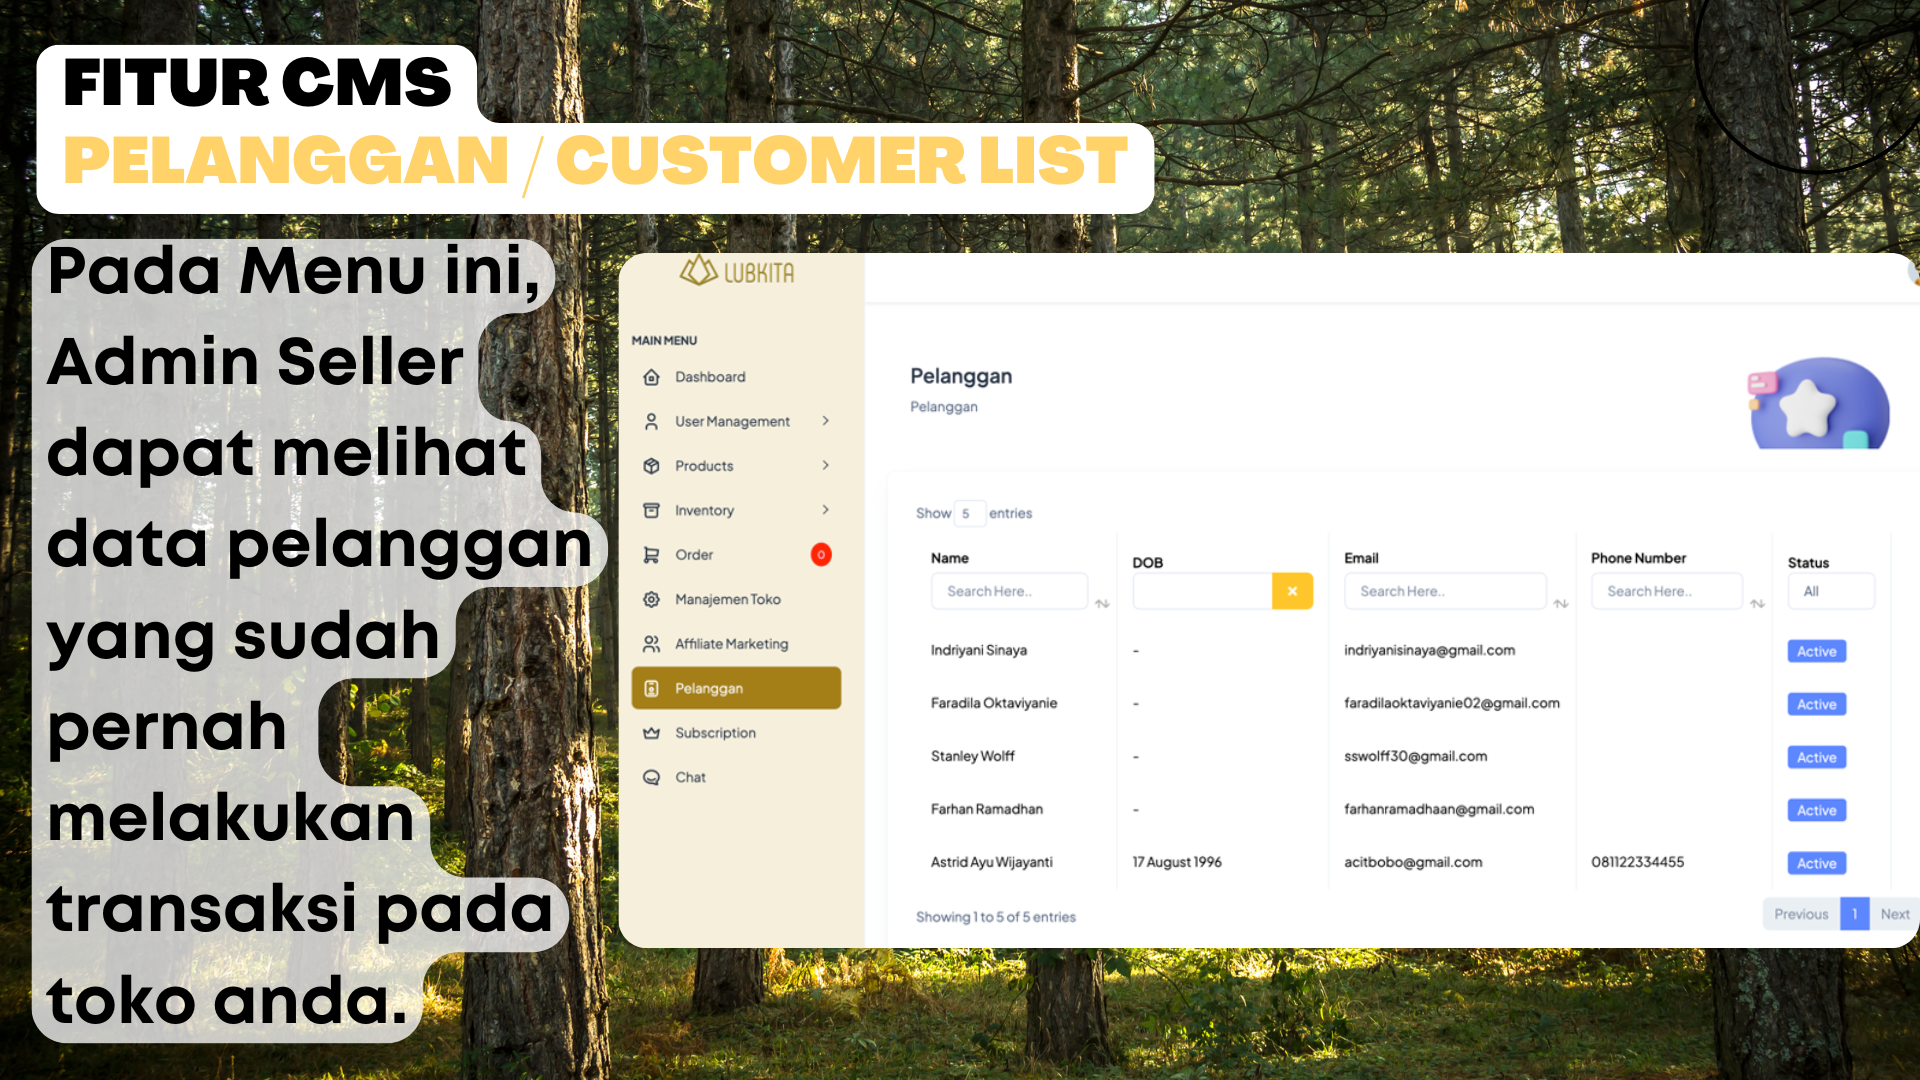 FITUR CMS
PELANGGAN / CUSTOMER LIST
Pada Menu ini,
Admin Seller
dapat melihat
data pelanggan
yang sudah
pernah
melakukan
transaksi pada
toko anda.
LUBKITA
MAIN MENU
Dashboard
User Management
Products
Inventory
Order 0
Manajemen Toko
Affiliate Marketing
Pelanggan
Subscription
Chat
Pelanggan
Pelanggan
Show 5 entries
Name DOB Email Phone Number Status
Search Here.. Search Here.. Search Here.. All
Indriyani Sinaya - indriyanisinaya@gmail.com Active
Faradila Oktaviyanie - faradilaoktaviyanie02@gmail.com Active
Stanley Wolff - sswolff30@gmail.com Active
Farhan Ramadhan - farhanramadhaan@gmail.com Active
Astrid Ayu Wijayanti 17 August 1996 acitbobo@gmail.com 081122334455 Active
Showing 1 to 5 of 5 entries
Previous 1 Next